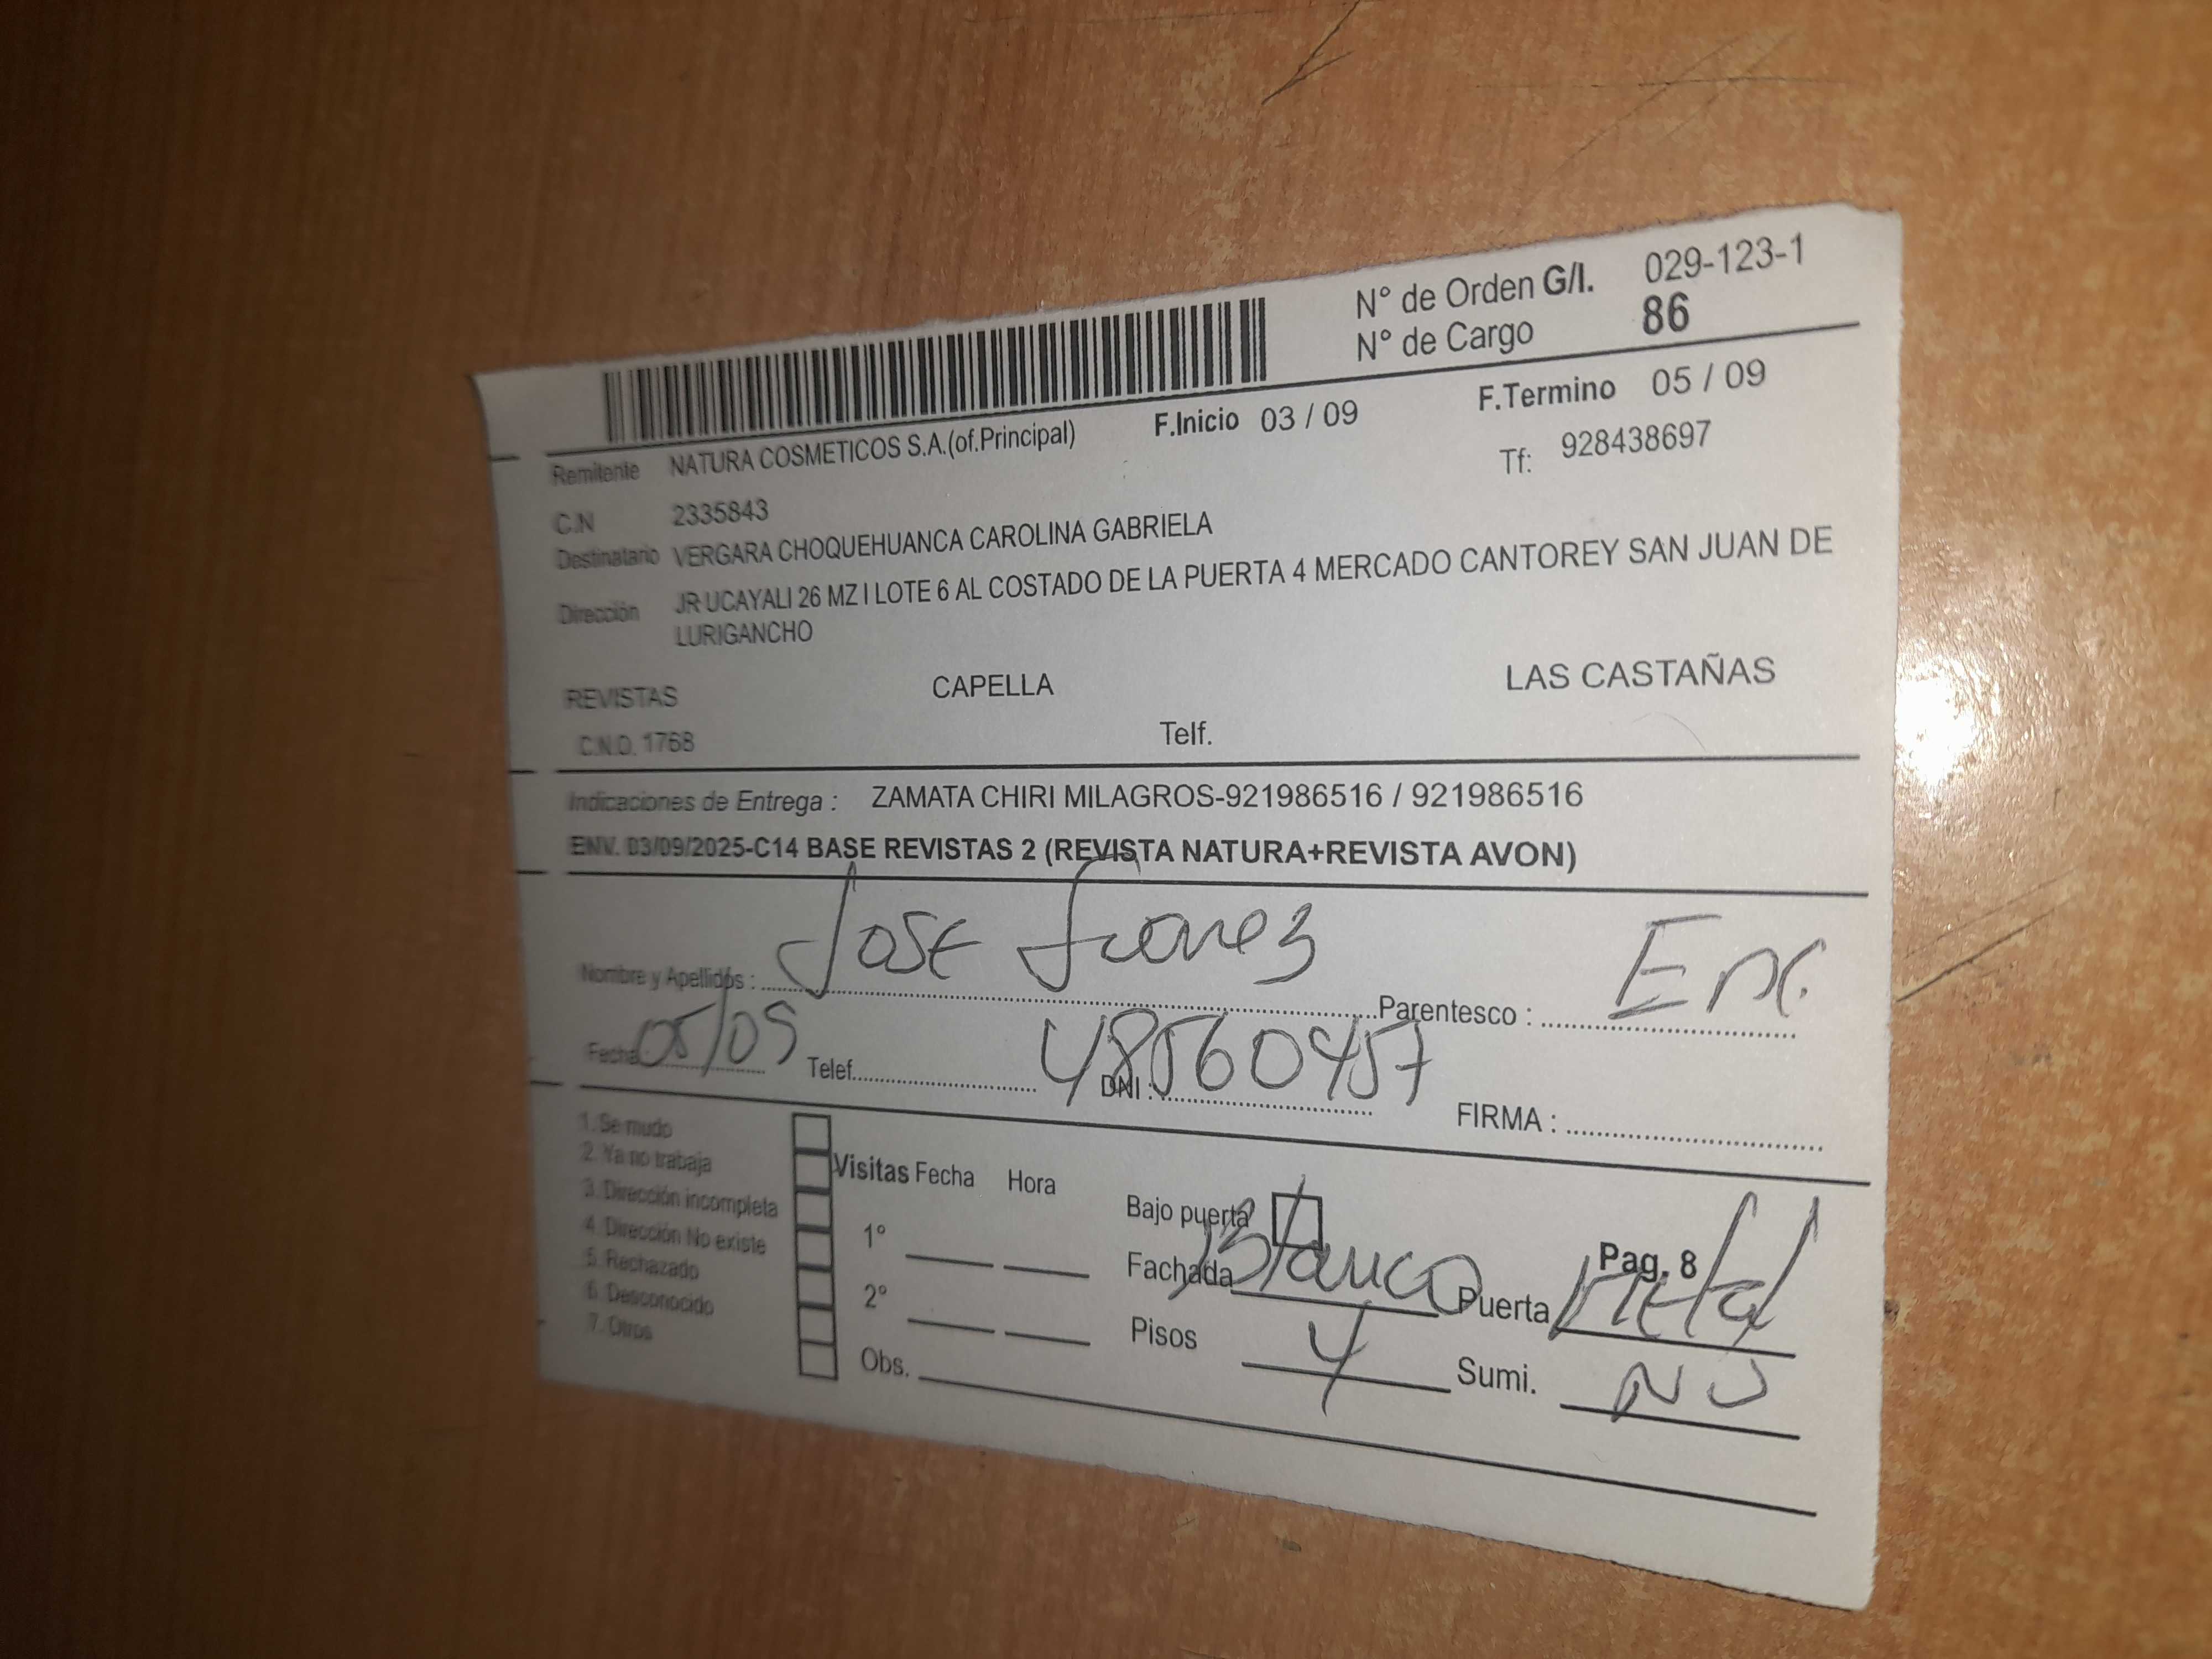 N° de Orden G/I. 029-123-1
N° de Cargo 86
F.Inicio 03 / 09 F.Termino 05 / 09
Remitente NATURA COSMETICOS S.A.(of.Principal) Tf: 928438697
C.N 2335843
Destinatario VERGARA CHOQUEHUANCA CAROLINA GABRIELA
Dirección JR UCAYALI 26 MZ I LOTE 6 AL COSTADO DE LA PUERTA 4 MERCADO CANTOREY SAN JUAN DE
LURIGANCHO
REVISTAS CAPELLA LAS CASTAÑAS
C.N.O. 1768 Telf.
Indicaciones de Entrega : ZAMATA CHIRI MILAGROS-921986516 / 921986516
ENV. 03/09/2025-C14 BASE REVISTAS 2 (REVISTA NATURA+REVISTA AVON)
Nombre y Apellidos : JOSE Parentesco : Enc.
Fecha: 05/09 Telef. DNI : 48560457 FIRMA :
1. Se mudo
2. Ya no trabaja Visitas Fecha Hora
3. Dirección incompleta Bajo puerta
4. Dirección No existe 1° Fachada Blanco Pag. 8
5. Rechazado Puerta Metal
6. Desconocido 2° Pisos 4
7. Otros Obs. Sumi. NO